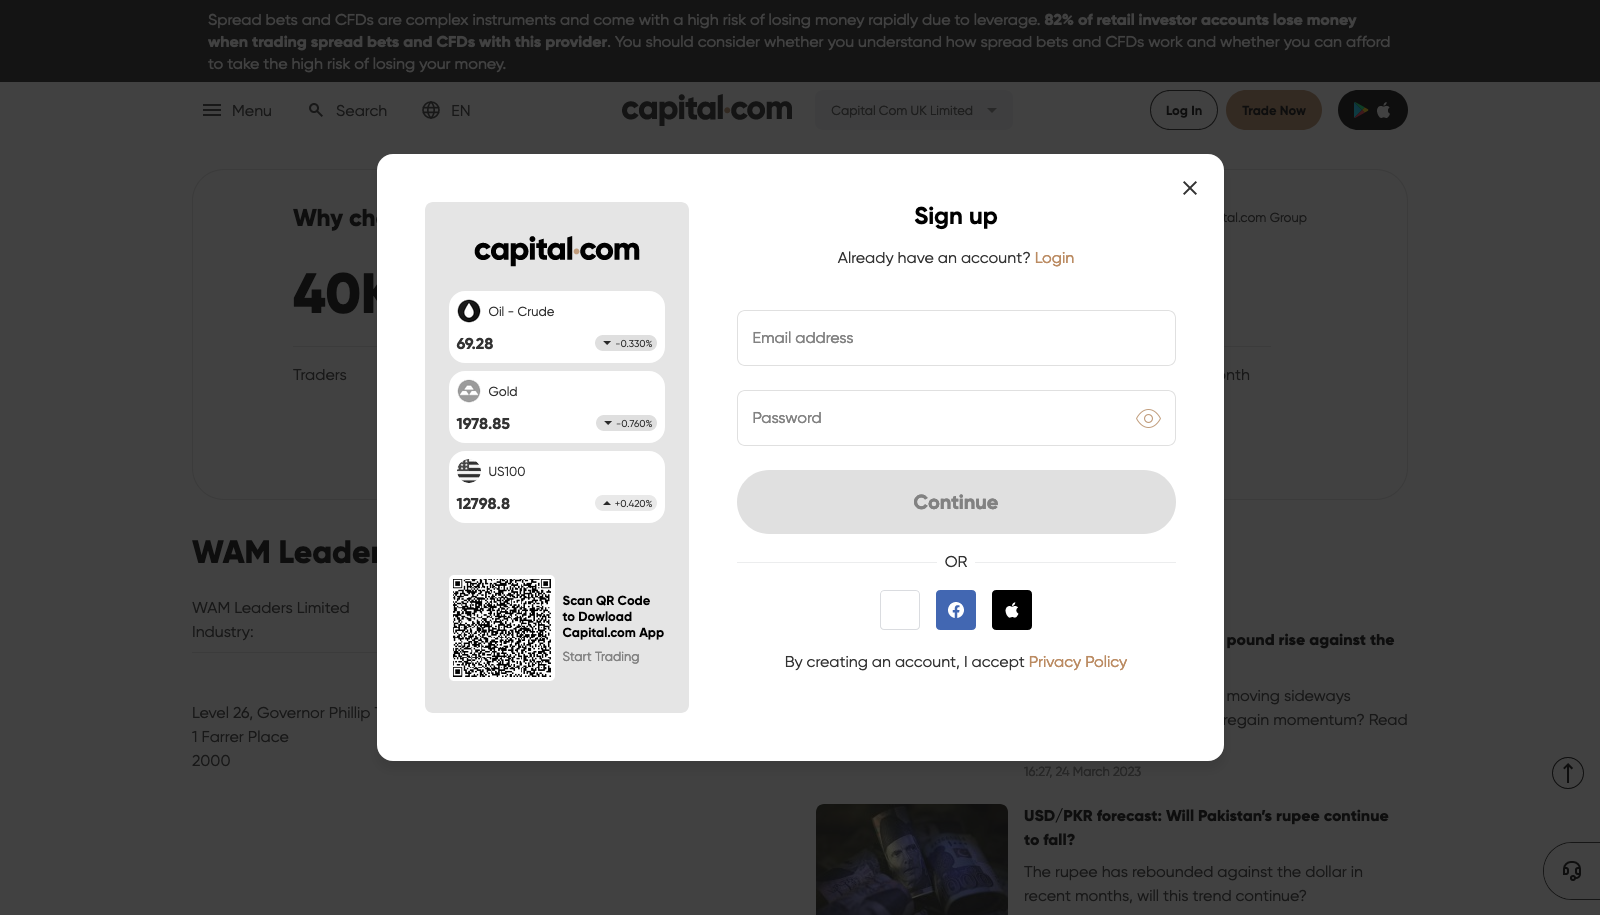 Spread bets and CFDs are complex instruments and come with a high risk of losing money rapidly due to leverage. 82% of retail investor accounts lose money
when trading spread bets and CFDs with this provider. You should consider whether you understand how spread bets and CFDs work and whether you can afford
to take the high risk of losing your money.
Menu
Search
EN
capital.com
Capital Com UK Limited
Log In
Trade Now
Why
Group
40K
Traders
capital.com
Oil - Crude
69.28
-0.330%
Gold
1978.85
-0.760%
US100
12798.8
+0.420%
Scan QR Code
to Dowload
Capital.com App
Start Trading
Sign up
Already have an account? Login
Email address
Password
Continue
OR
By creating an account, I accept Privacy Policy
WAM Leader
WAM Leaders Limited
Industry:
Level 26, Governor Phillip
1 Farrer Place
2000
pound rise against the
moving sideways
regain momentum? Read
16:27, 24 March 2023
USD/PKR forecast: Will Pakistan’s rupee continue
to fall?
The rupee has rebounded against the dollar in
recent months, will this trend continue?